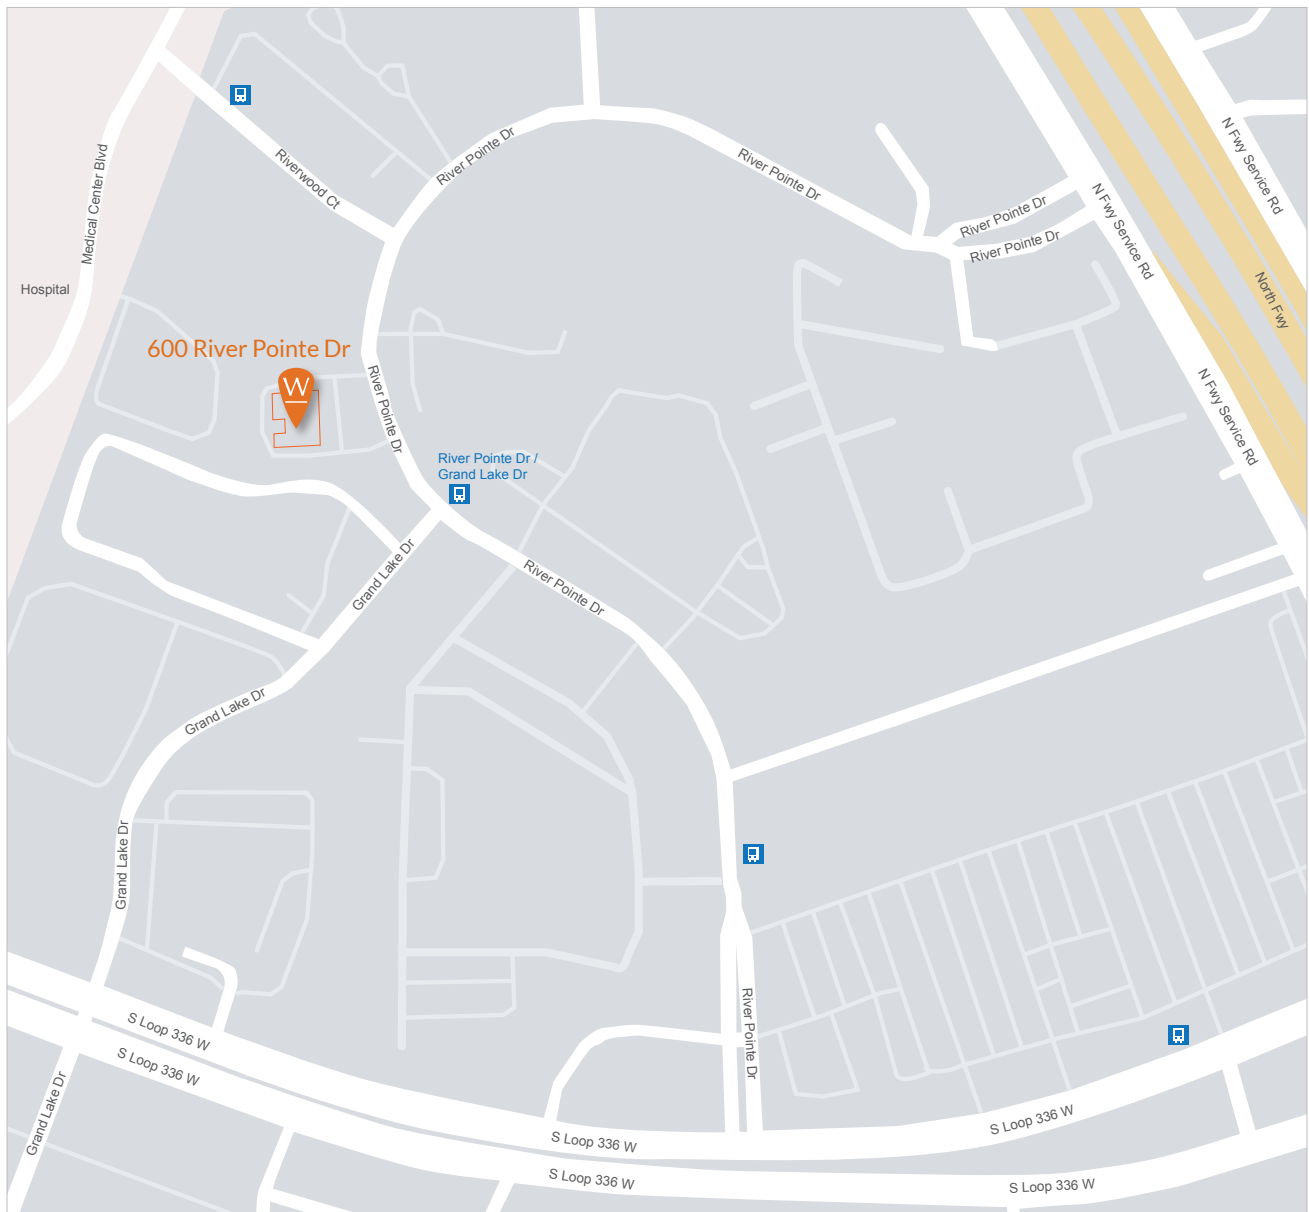 River Pointe Dr
River Pointe Dr
N Fwy Service Rd
Riverwood Ct
Medical Center Blvd
N Fwy Service Rd
River Pointe Dr
River Pointe Dr
Hospital
North Fwy
600 River Pointe Dr
W
River Pointe Dr
N Fwy Service Rd
River Pointe Dr /
Grand Lake Dr
Grand Lake Dr
River Pointe Dr
Grand Lake Dr
Grand Lake Dr
S Loop 336 W
River Pointe Dr
S Loop 336 W
Grand Lake Dr
S Loop 336 W
S Loop 336 W
S Loop 336 W
S Loop 336 W